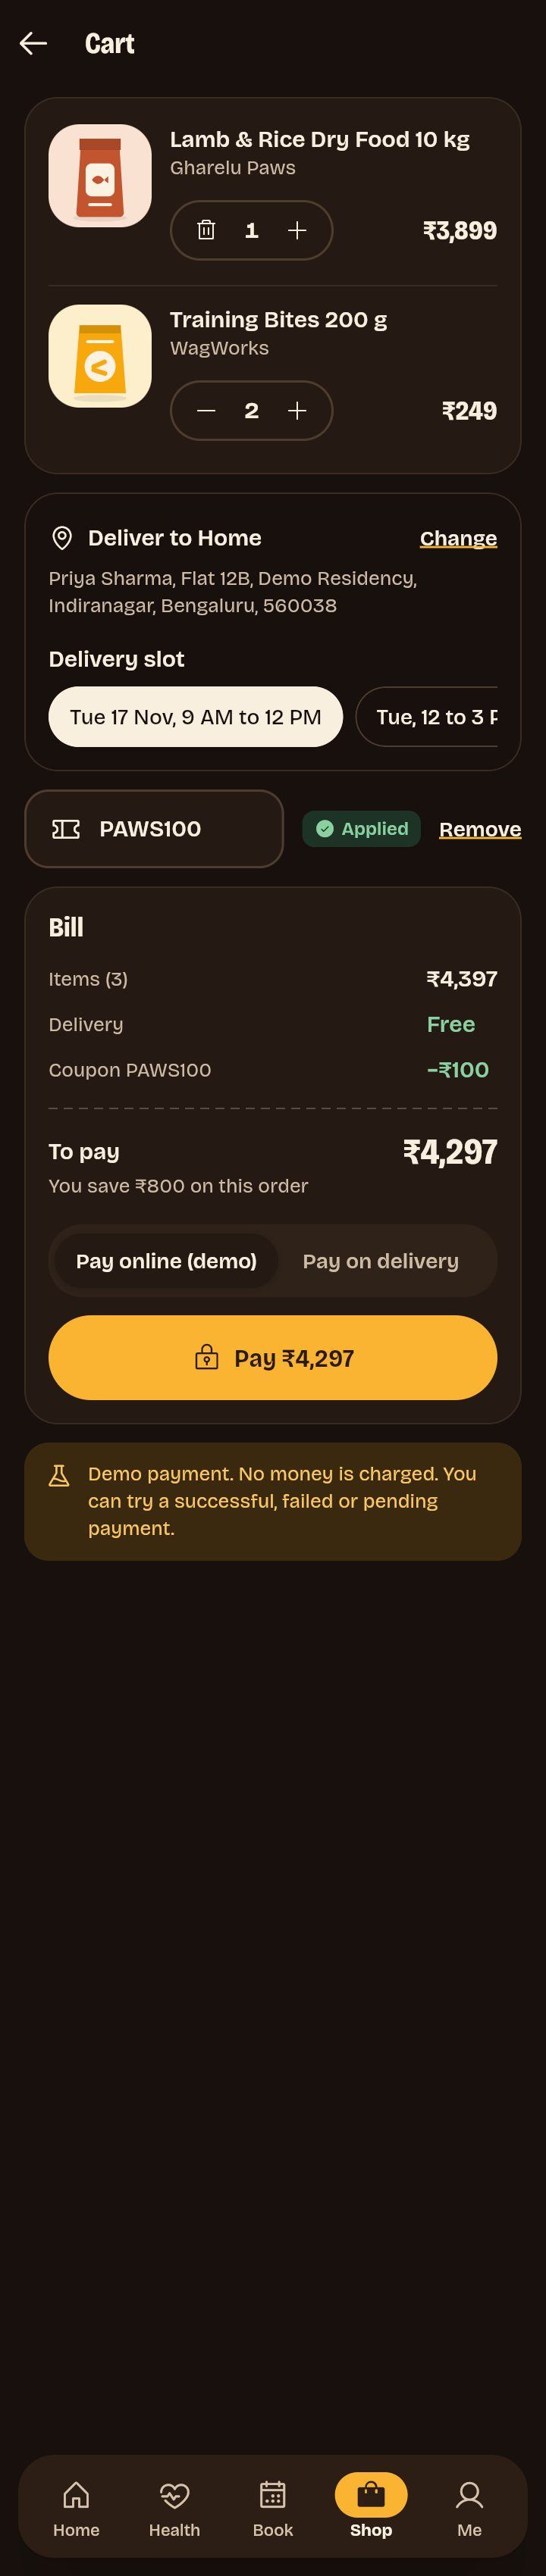 Cart
Lamb & Rice Dry Food 10 kg
Gharelu Paws
1
₹3,899
Training Bites 200 g
WagWorks
2
₹249
Deliver to Home
Change
Priya Sharma, Flat 12B, Demo Residency,
Indiranagar, Bengaluru, 560038
Delivery slot
Tue 17 Nov, 9 AM to 12 PM
Tue, 12 to 3
PAWS100
Applied
Remove
Bill
Items (3)
₹4,397
Delivery
Free
Coupon PAWS100
−₹100
To pay
₹4,297
You save ₹800 on this order
Pay online (demo)
Pay on delivery
Pay ₹4,297
Demo payment. No money is charged. You
can try a successful, failed or pending
payment.
Home
Health
Book
Shop
Me